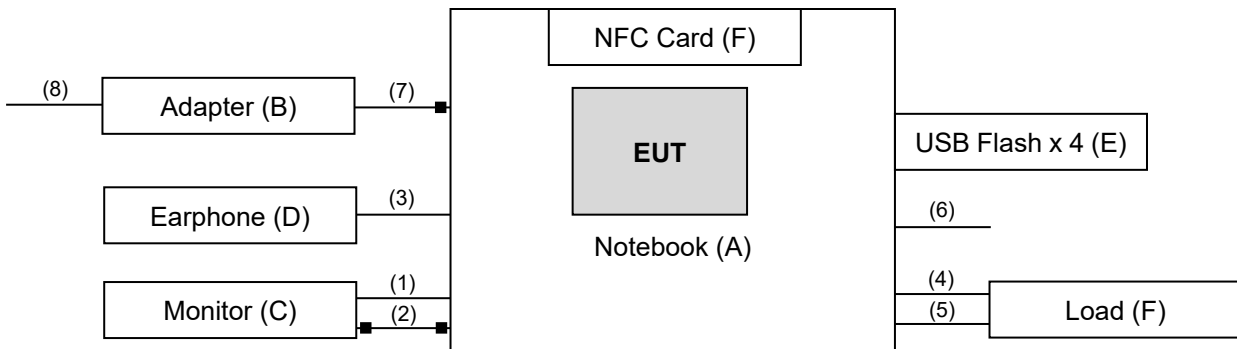 NFC Card (F)
(8)
Adapter (B)
(7)
EUT
USB Flash x 4 (E)
Earphone (D)
(3)
(6)
Notebook (A)
Monitor (C)
(1)
(2)
(4)
(5)
Load (F)